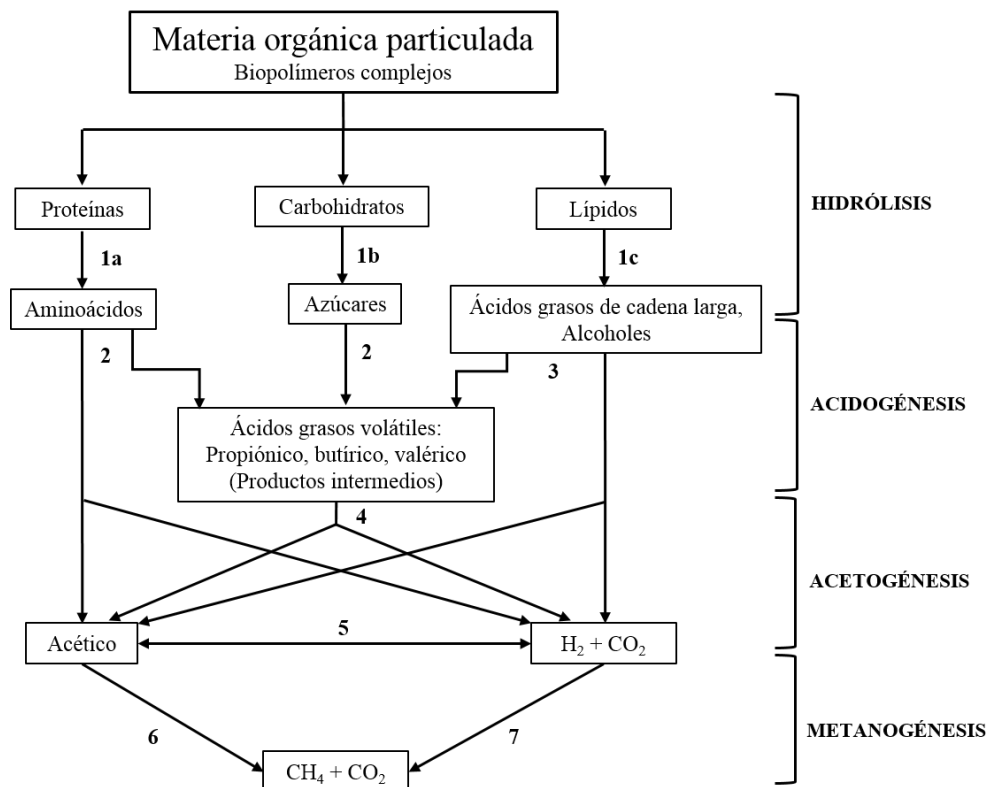 Materia orgánica particulada
Biopolímeros complejos
HIDRÓLISIS
Proteínas
Carbohidratos
Lípidos
1a
1b
1c
Aminoácidos
Azúcares
Ácidos grasos de cadena larga,
Alcoholes
2
2
3
ACIDOGÉNESIS
Ácidos grasos volátiles:
Propiónico, butírico, valérico
(Productos intermedios)
4
ACETOGÉNESIS
Acético
5
H₂ + CO₂
METANOGÉNESIS
6
7
CH₄ + CO₂